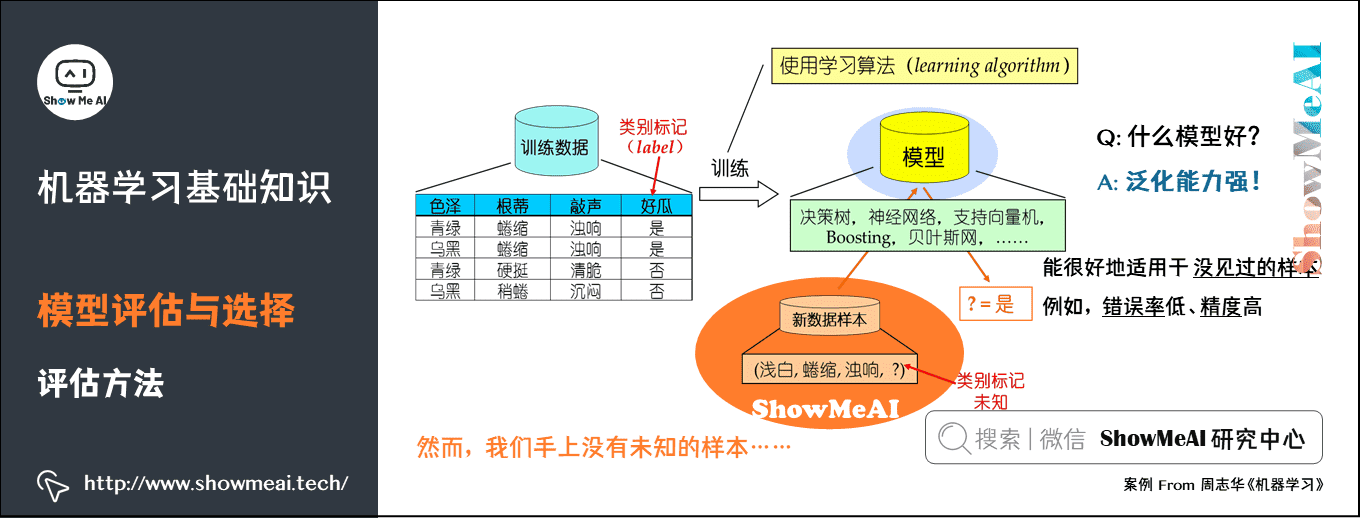 Show Me AI
机器学习基础知识
模型评估与选择
评估方法
http://www.showmeai.tech/
使用学习算法（learning algorithm）
训练数据
类别标记
（label）
训练
模型
色泽 根蒂 敲声 好瓜
青绿 蜷缩 浊响 是
乌黑 蜷缩 浊响 是
青绿 硬挺 清脆 否
乌黑 稍蜷 沉闷 否
决策树，神经网络，支持向量机，
Boosting，贝叶斯网，……
? = 是
新数据样本
(浅白, 蜷缩, 浊响, ?)
类别标记
未知
ShowMeAI
Q: 什么模型好？
A: 泛化能力强！
能很好地适用于 没见过的样本
例如，错误率低、精度高
ShowMeAI
然而，我们手上没有未知的样本……
搜索 | 微信 ShowMeAI 研究中心
案例 From 周志华《机器学习》